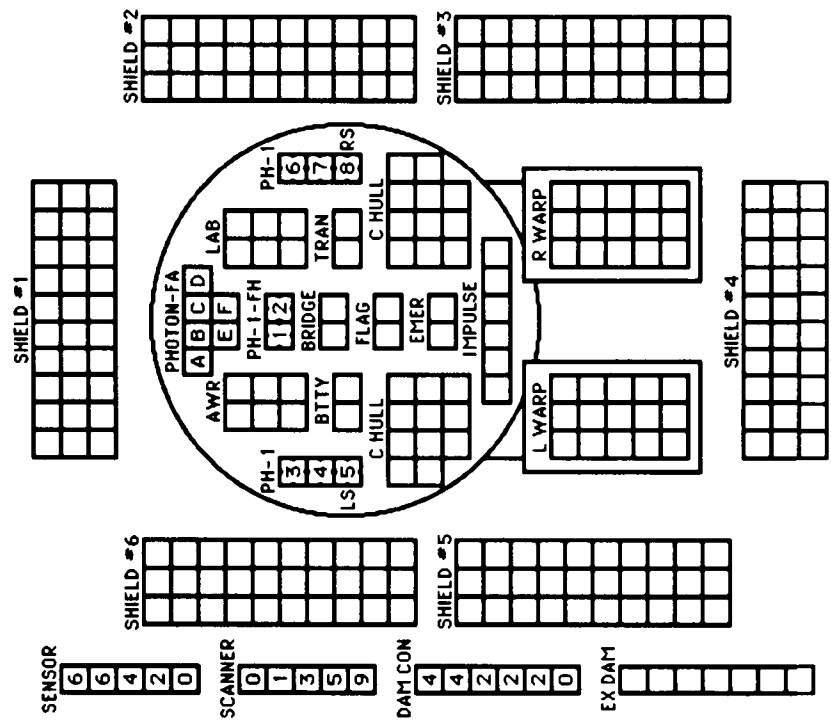 SHIELD #2
SHIELD #3
SHIELD #1
PHOTON-FA
A B C D
E F
PH-1-FH
1 2
BRIDGE
FLAG
EMER
IMPULSE
LAB
TRAN
PH-1
6
7
8 RS
C HULL
AWR
BTTY
PH-1
3
4
LS 5
C HULL
R WARP
L WARP
SHIELD #4
SHIELD #6
SHIELD #5
SENSOR
6 6 4 2 0
SCANNER
0 1 3 5 9
DAM CON
4 4 2 2 2 0
EX DAM